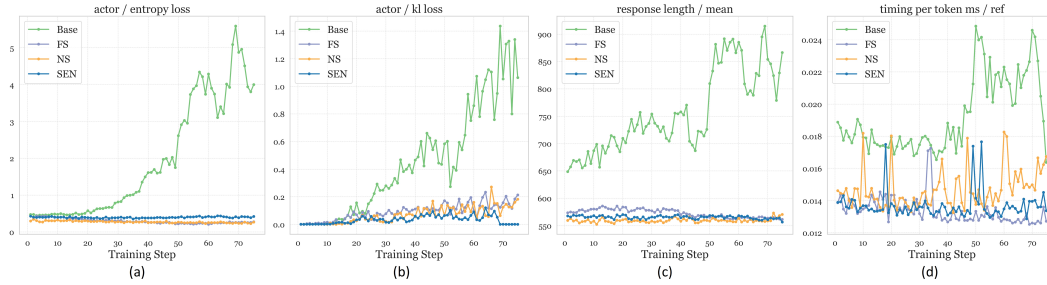 actor / entropy loss
Base
FS
NS
SEN
5
4
3
2
1
0
0 10 20 30 40 50 60 70
Training Step
(a)
actor / kl loss
Base
FS
NS
SEN
1.4
1.2
1.0
0.8
0.6
0.4
0.2
0.0
0 10 20 30 40 50 60 70
Training Step
(b)
response length / mean
Base
FS
NS
SEN
900
850
800
750
700
650
600
550
0 10 20 30 40 50 60 70
Training Step
(c)
timing per token ms / ref
Base
FS
NS
SEN
0.024
0.022
0.020
0.018
0.016
0.014
0.012
0 10 20 30 40 50 60 70
Training Step
(d)